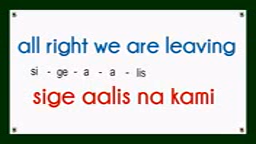 all right we are leaving
si - ge - a - a - lis
sige aalis na kami